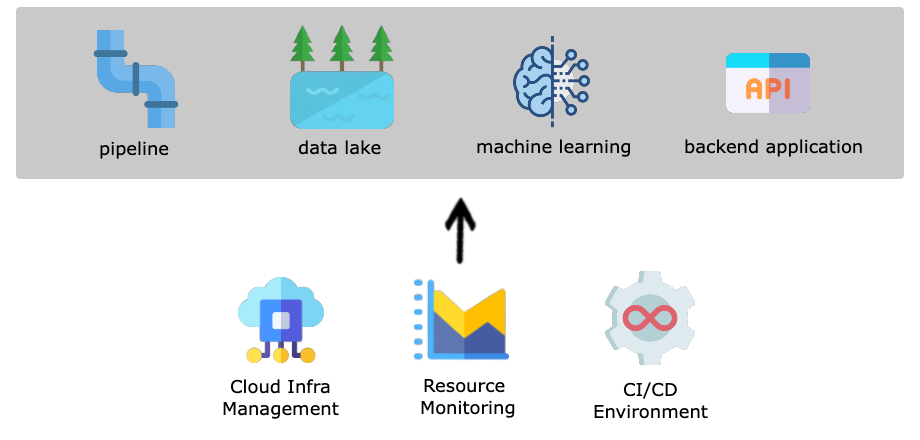 API
pipeline
data lake
machine learning
backend application
Cloud Infra
Management
Resource
Monitoring
CI/CD
Environment